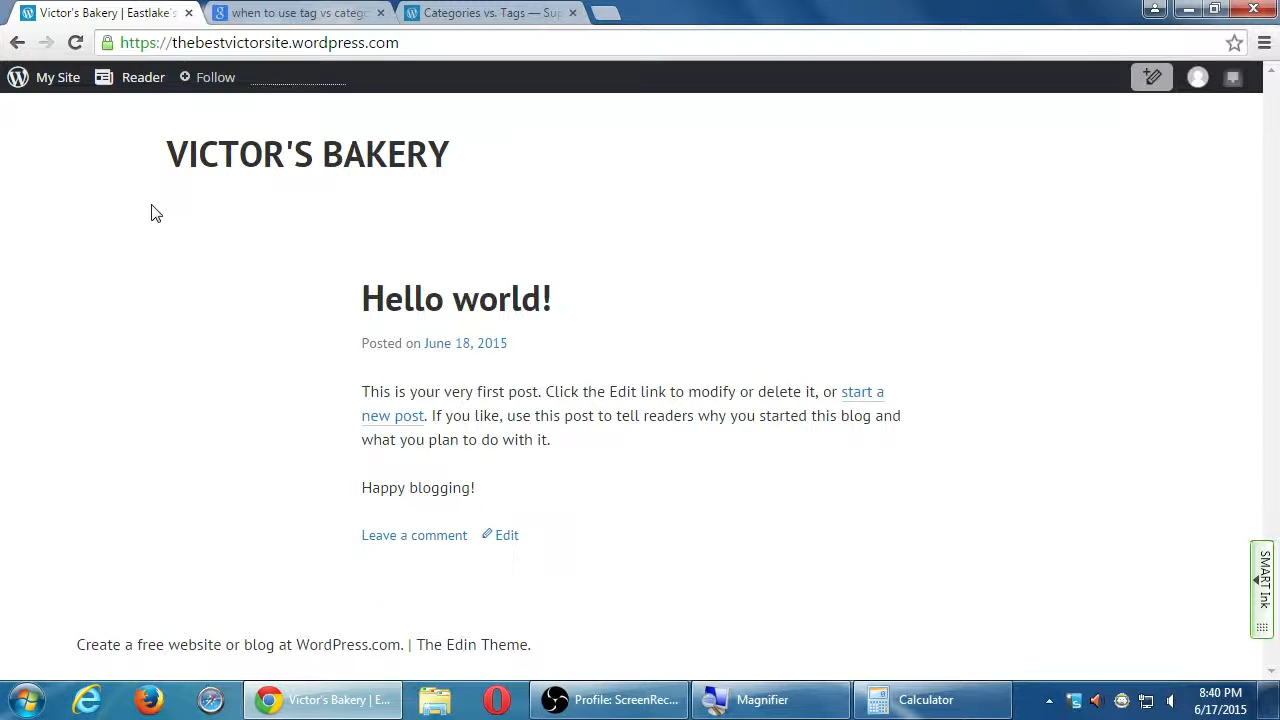 Victor's Bakery | Eastlake's
when to use tag vs catego
Categories vs. Tags — Sup
https://thebestvictorsite.wordpress.com
My Site
Reader
Follow
VICTOR'S BAKERY
Hello world!
Posted on June 18, 2015
This is your very first post. Click the Edit link to modify or delete it, or start a
new post. If you like, use this post to tell readers why you started this blog and
what you plan to do with it.
Happy blogging!
Leave a comment Edit
SMART Ink
Create a free website or blog at WordPress.com. | The Edin Theme.
Victor's Bakery | E...
Profile: ScreenRec...
Magnifier
Calculator
8:40 PM
6/17/2015